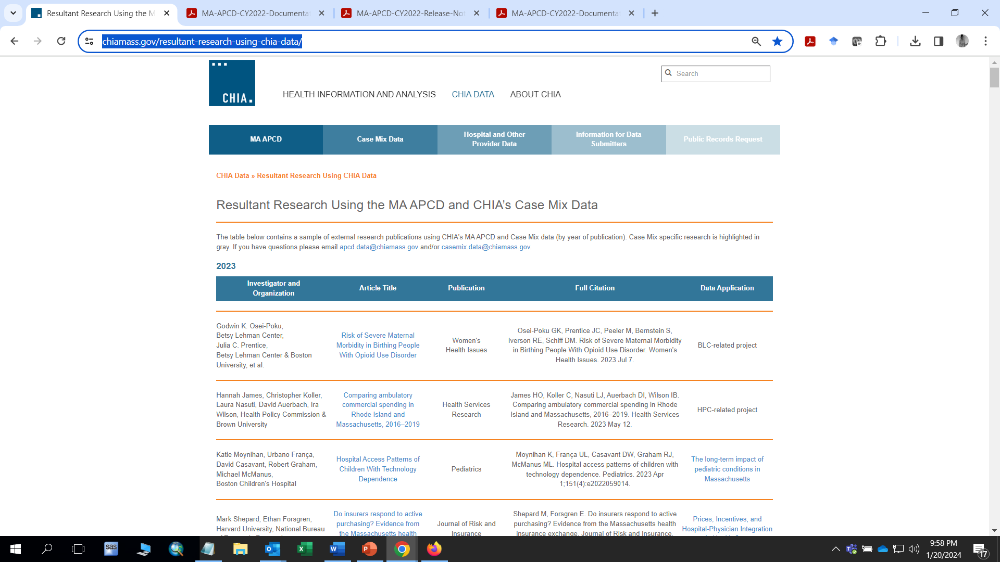 Resultant Research Using the M
MA-APCD-CY2022-Documentat
MA-APCD-CY2022-Release-Not
MA-APCD-CY2022-Documentat
chiamass.gov/resultant-research-using-chia-data/
CHIA.
Search
HEALTH INFORMATION AND ANALYSIS
CHIA DATA
ABOUT CHIA
MA APCD
Case Mix Data
Hospital and Other
Provider Data
Information for Data
Submitters
Public Records Request
CHIA Data » Resultant Research Using CHIA Data
Resultant Research Using the MA APCD and CHIA's Case Mix Data
The table below contains a sample of external research publications using CHIA's MA APCD and Case Mix data (by year of publication). Case Mix specific research is highlighted in
gray. If you have questions please email apcd.data@chiamass.gov and/or casemix.data@chiamass.gov.
2023
Investigator and
Organization
Article Title
Publication
Full Citation
Data Application
Godwin K. Osei-Poku,
Betsy Lehman Center,
Julia C. Prentice,
Betsy Lehman Center & Boston
University, et al.
Risk of Severe Maternal
Morbidity in Birthing People
With Opioid Use Disorder
Women's
Health Issues
Osei-Poku GK, Prentice JC, Peeler M, Bernstein S,
Iverson RE, Schiff DM. Risk of Severe Maternal Morbidity
in Birthing People With Opioid Use Disorder. Women's
Health Issues. 2023 Jul 7.
BLC-related project
Hannah James, Christopher Koller,
Laura Nasuti, David Auerbach, Ira
Wilson, Health Policy Commission &
Brown University
Comparing ambulatory
commercial spending in
Rhode Island and
Massachusetts, 2016–2019
Health Services
Research
James HO, Koller C, Nasuti LJ, Auerbach DI, Wilson IB.
Comparing ambulatory commercial spending in Rhode
Island and Massachusetts, 2016–2019. Health Services
Research. 2023 May 12.
HPC-related project
Katie Moynihan, Urbano França,
David Casavant, Robert Graham,
Michael McManus,
Boston Children's Hospital
Hospital Access Patterns of
Children With Technology
Dependence
Pediatrics
Moynihan K, França UL, Casavant DW, Graham RJ,
McManus ML. Hospital access patterns of children with
technology dependence. Pediatrics. 2023 Apr
1;151(4):e2022059014.
The long-term impact of
pediatric conditions in
Massachusetts
Mark Shepard, Ethan Forsgren,
Harvard University, National Bureau
Do insurers respond to active
purchasing? Evidence from
the Massachusetts health
Journal of Risk and
Insurance
Shepard M, Forsgren E. Do insurers respond to active
purchasing? Evidence from the Massachusetts health
insurance exchange. Journal of Risk and Insurance.
Prices, Incentives, and
Hospital-Physician Integration
sas
9:58 PM
1/20/2024
17